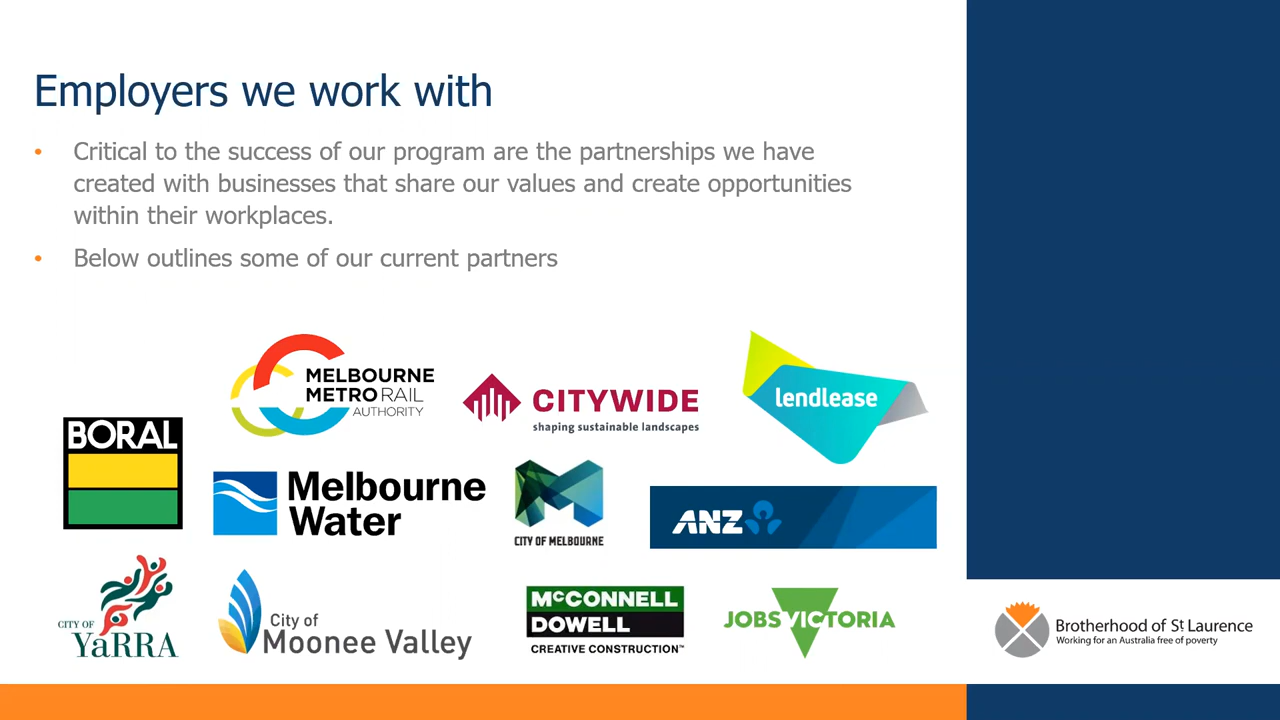 Employers we work with
• Critical to the success of our program are the partnerships we have
created with businesses that share our values and create opportunities
within their workplaces.
• Below outlines some of our current partners
MELBOURNE
METRO RAIL
AUTHORITY
CITYWIDE
shaping sustainable landscapes
lendlease
BORAL
Melbourne
Water
CITY OF MELBOURNE
ANZ
CITY OF
YaRRA
City of
Moonee Valley
McCONNELL
DOWELL
CREATIVE CONSTRUCTION™
JOBSVICTORIA
Brotherhood of St Laurence
Working for an Australia free of poverty